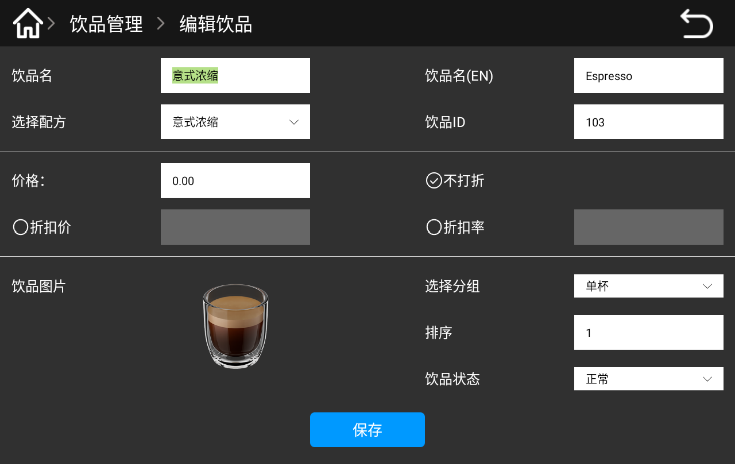 饮品管理 编辑饮品
饮品名 意式浓缩 饮品名(EN) Espresso
选择配方 意式浓缩 饮品ID 103
价格: 0.00 不打折
折扣价 折扣率
饮品图片 选择分组 单杯
排序 1
饮品状态 正常
保存